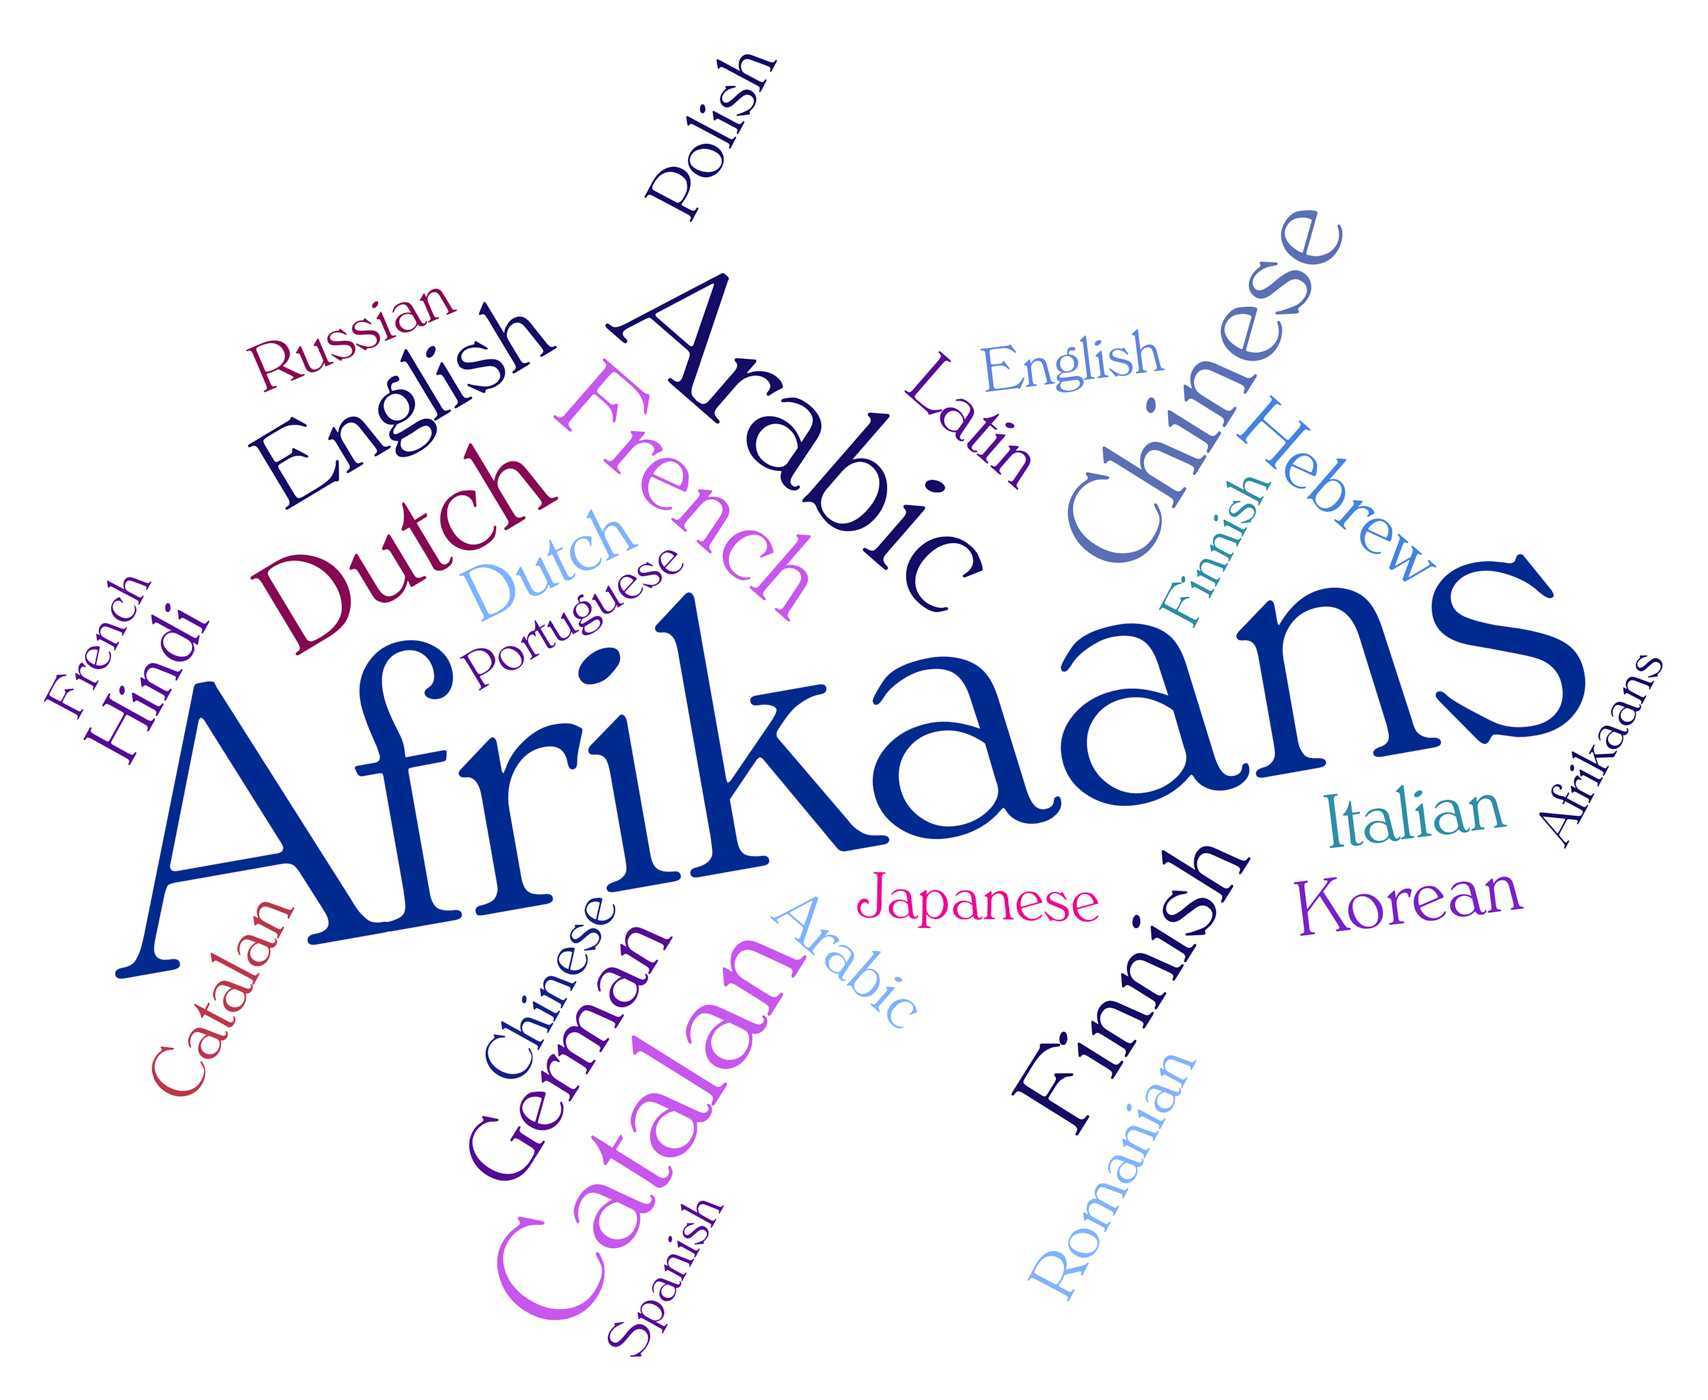 Polish
Russian
English
Arabic
Chinese
English
Latin
French
Hebrew
Dutch
Dutch
Finnish
Portuguese
French
Hindi
Afrikaans
Afrikaans
Italian
Korean
Japanese
Catalan
Chinese
German
Catalan
Arabic
Finnish
Romanian
Spanish